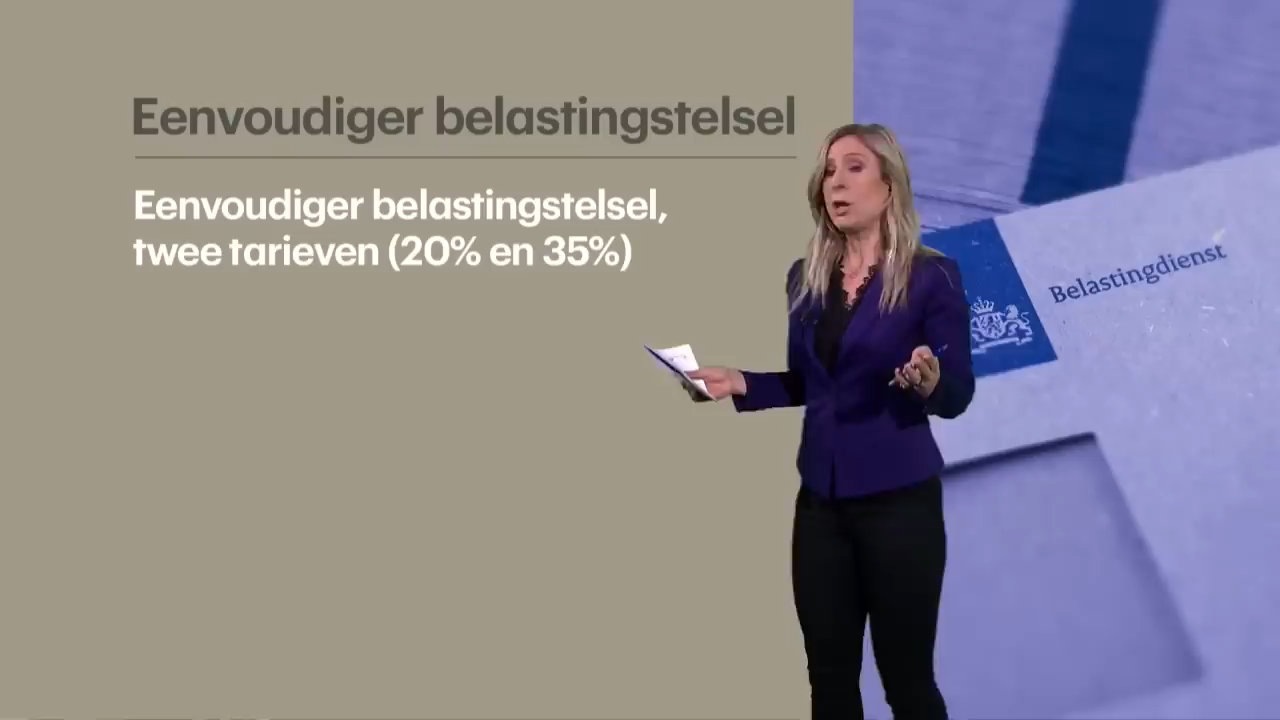 Eenvoudiger belastingstelsel
Eenvoudiger belastingstelsel,
twee tarieven (20% en 35%)
Belastingdienst